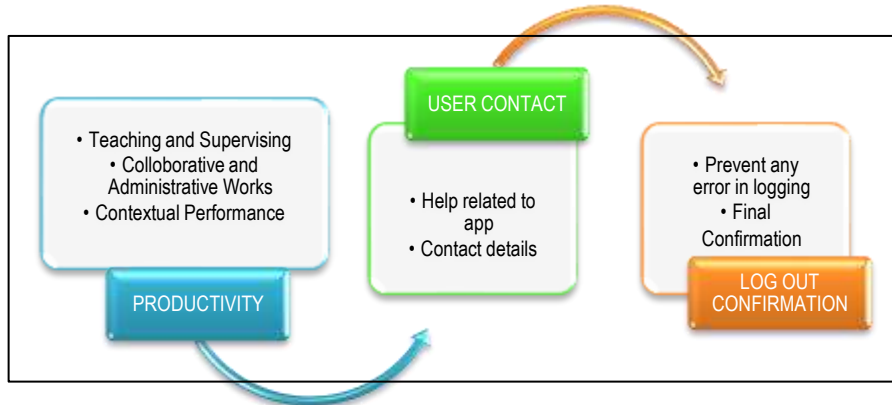 • Teaching and Supervising
• Colloborative and
Administrative Works
• Contextual Performance
PRODUCTIVITY
USER CONTACT
• Help related to
app
• Contact details
• Prevent any
error in logging
• Final
Confirmation
LOG OUT
CONFIRMATION